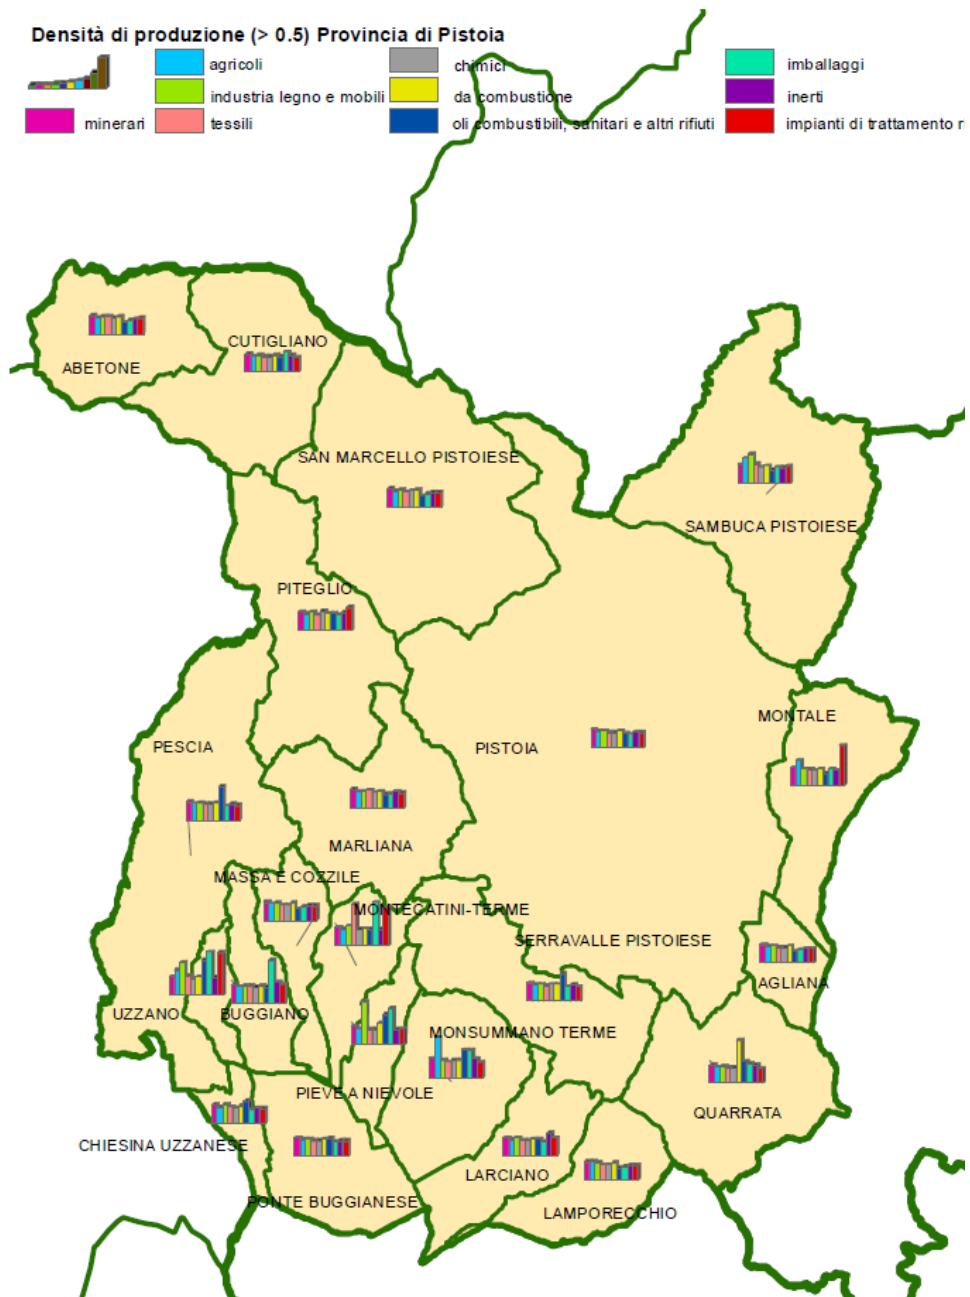 Densità di produzione (> 0.5) Provincia di Pistoia
agricoli
chimici
imballaggi
industria legno e mobili
da combustione
inerti
minerari
tessili
oli combustibili, sanitari e altri rifiuti
impianti di trattamento
CUTIGLIANO
ABETONE
SAN MARCELLO PISTOIESE
SAMBUCA PISTOIESE
PITEGLIO
MONTALE
PESCIA
PISTOIA
MARLIANA
MASSA E COZZILE
MONTECATINI-TERME
SERRAVALLE PISTOIESE
AGLIANA
UZZANO
BUGGIANO
MONSUMMANO TERME
PIEVE A NIEVOLE
QUARRATA
CHIESINA UZZANESE
LARCIANO
PONTE BUGGIANESE
LAMPORECCHIO